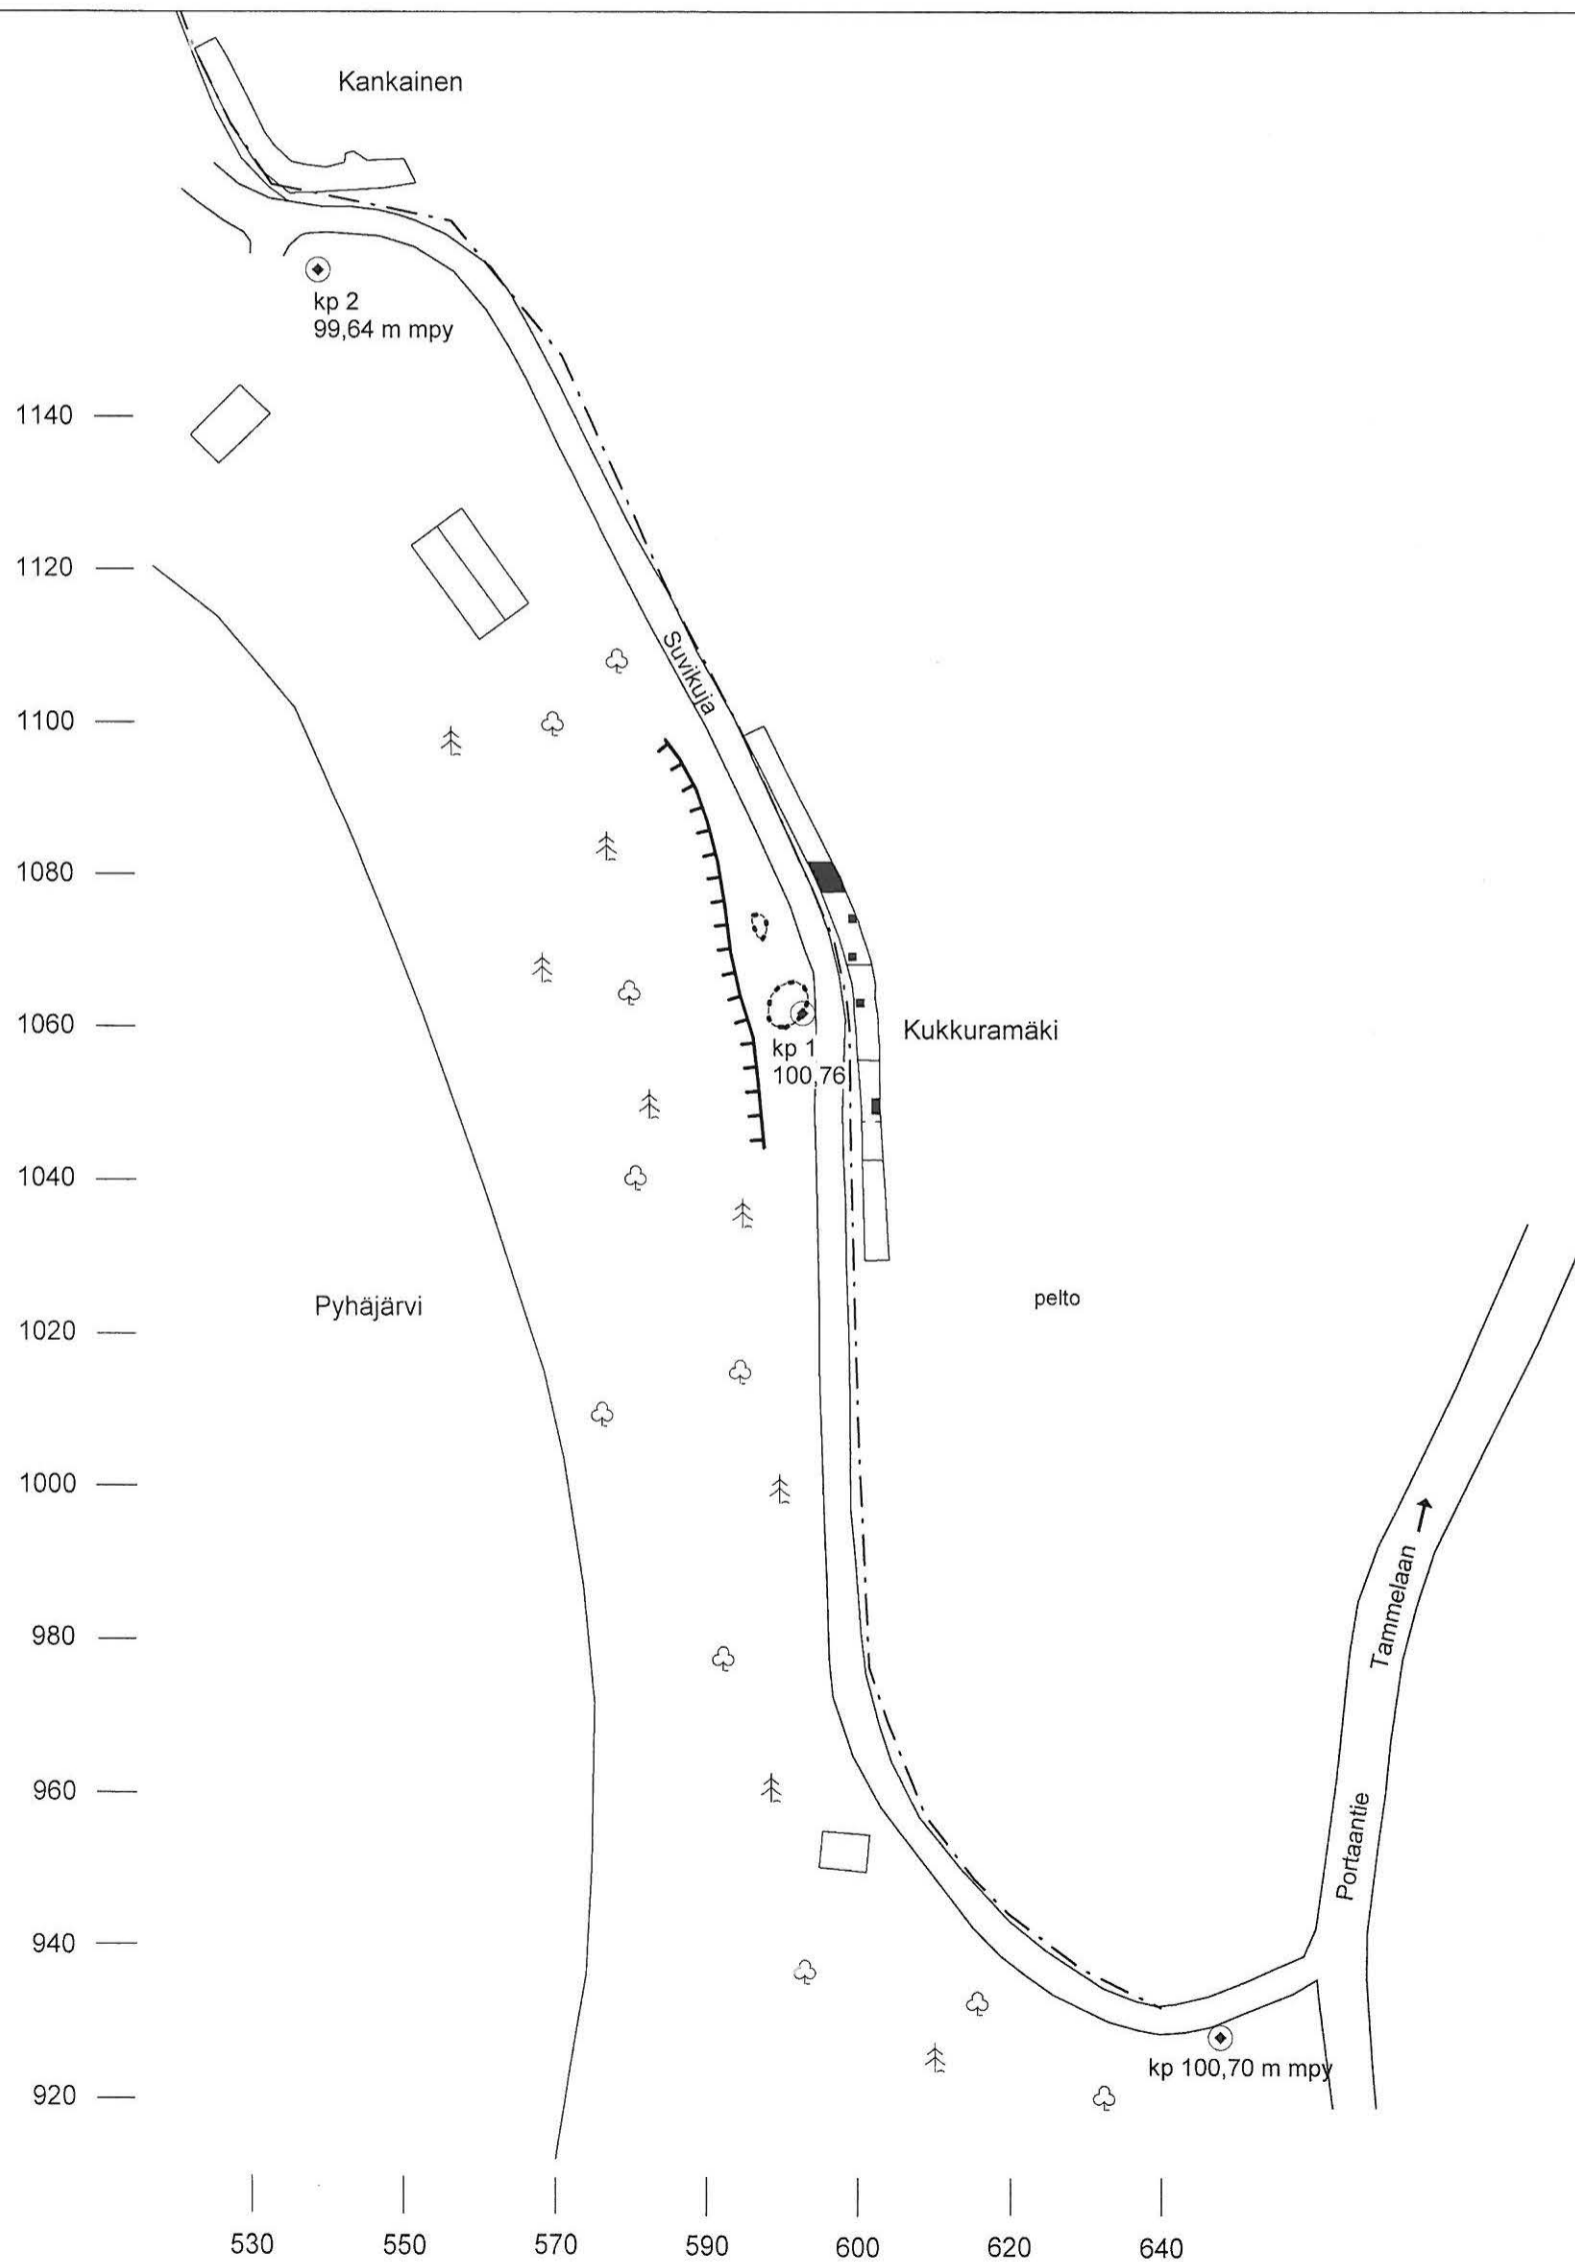 Kankainen
kp 2
99,64 m mpy
1140
1120
Suvikuja
1100
1080
1060
Kukkuramäki
kp 1
100,76
1040
Pyhäjärvi
pelto
1020
1000
980
Tammelaan
960
Portaantie
940
kp 100,70 m mpy
920
530 550 570 590 600 620 640